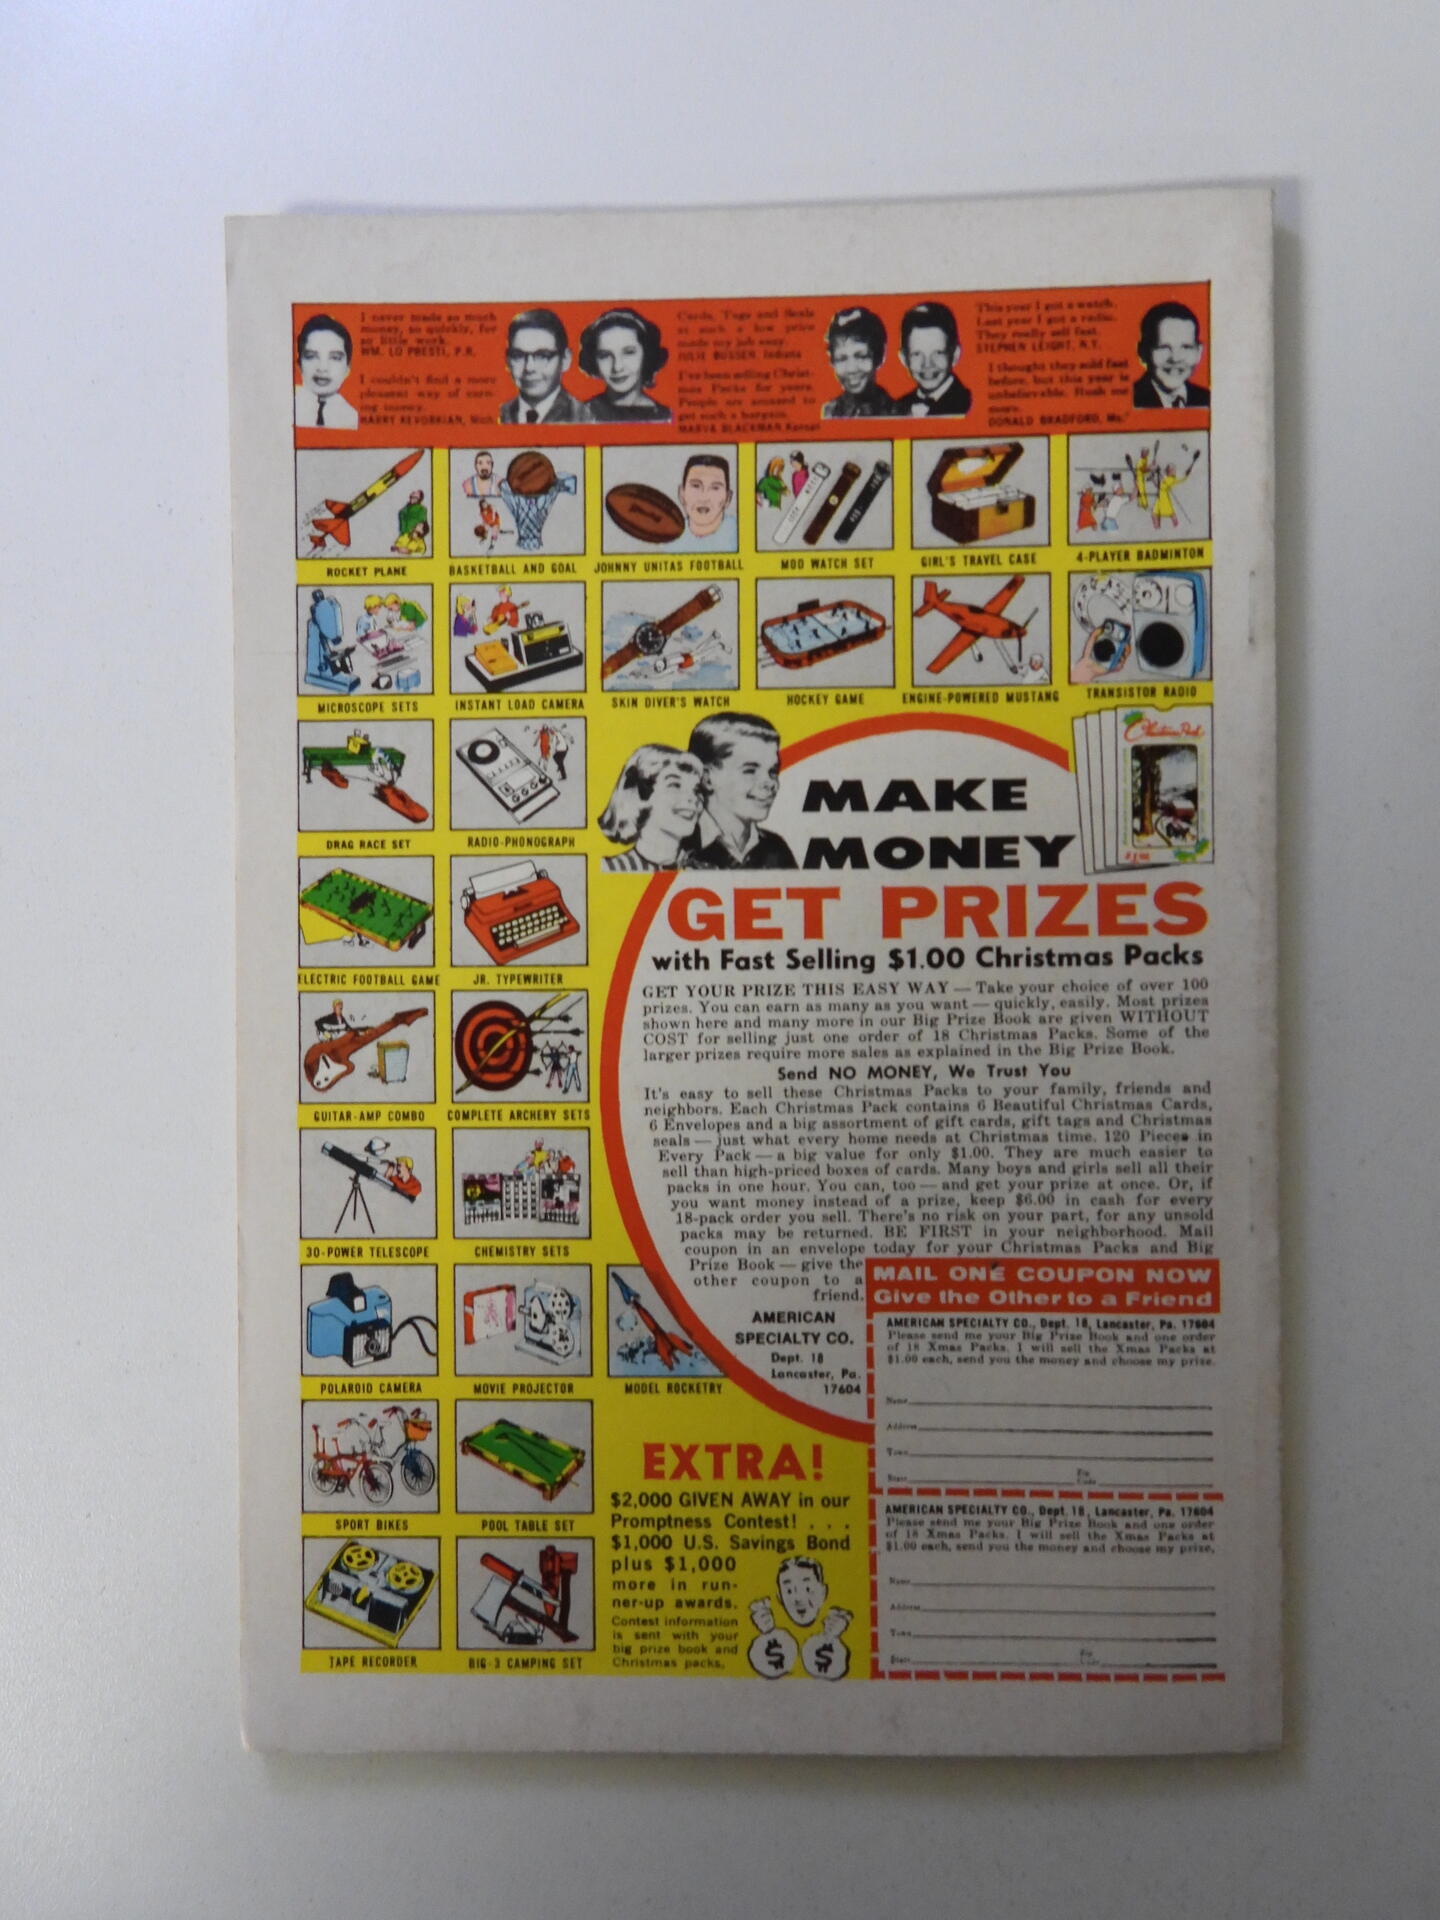 I never made so much
money, so quickly, for
so little work.
WM. LO PRESTI, P.R.
I couldn't find a more
pleasant way of earn-
ing money.
HARRY KEVORKIAN, Mich.
Cards, Tags and Seals
at such a low price
made my job easy.
JULIE BUSSEN, Indiana
I've been selling Christ-
mas Packs for years.
People are amazed to
get such a bargain.
MARVA BLACKMAN
This year I got a watch.
Last year I got a radio.
They really sell fast.
STEPHEN LEIGHT, N.Y.
I thought they sold fast
before, but this year is
unbelievable. Rush me
more.
DONALD BRADFORD, Mo.
ROCKET PLANE
BASKETBALL AND GOAL
JOHNNY UNITAS FOOTBALL
MOD WATCH SET
GIRL'S TRAVEL CASE
4-PLAYER BADMINTON
MICROSCOPE SETS
INSTANT LOAD CAMERA
SKIN DIVER'S WATCH
HOCKEY GAME
ENGINE-POWERED MUSTANG
TRANSISTOR RADIO
DRAG RACE SET
RADIO-PHONOGRAPH
ELECTRIC FOOTBALL GAME
JR. TYPEWRITER
GUITAR-AMP COMBO
COMPLETE ARCHERY SETS
30-POWER TELESCOPE
CHEMISTRY SETS
POLAROID CAMERA
MOVIE PROJECTOR
MODEL ROCKETRY
SPORT BIKES
POOL TABLE SET
TAPE RECORDER
BIG-3 CAMPING SET
Christmas Pack
$1.00
MAKE
MONEY
GET PRIZES
with Fast Selling $1.00 Christmas Packs
GET YOUR PRIZE THIS EASY WAY — Take your choice of over 100
prizes. You can earn as many as you want — quickly, easily. Most prizes
shown here and many more in our Big Prize Book are given WITHOUT
COST for selling just one order of 18 Christmas Packs. Some of the
larger prizes require more sales as explained in the Big Prize Book.
Send NO MONEY, We Trust You
It's easy to sell these Christmas Packs to your family, friends and
neighbors. Each Christmas Pack contains 6 Beautiful Christmas Cards,
6 Envelopes and a big assortment of gift cards, gift tags and Christmas
seals — just what every home needs at Christmas time. 120 Pieces in
Every Pack — a big value for only $1.00. They are much easier to
sell than high-priced boxes of cards. Many boys and girls sell all their
packs in one hour. You can, too — and get your prize at once. Or, if
you want money instead of a prize, keep $6.00 in cash for every
18-pack order you sell. There's no risk on your part, for any unsold
packs may be returned. BE FIRST in your neighborhood. Mail
coupon in an envelope today for your Christmas Packs and Big
Prize Book — give the
other coupon to a
friend.
AMERICAN
SPECIALTY CO.
Dept. 18
Lancaster, Pa.
17604
EXTRA!
$2,000 GIVEN AWAY in our
Promptness Contest! . . .
$1,000 U.S. Savings Bond
plus $1,000
more in run-
ner-up awards.
Contest information
is sent with your
big prize book and
Christmas packs.
$ $
MAIL ONE COUPON NOW
Give the Other to a Friend
AMERICAN SPECIALTY CO., Dept. 18, Lancaster, Pa. 17604
Please send me your Big Prize Book and one order
of 18 Xmas Packs. I will sell the Xmas Packs at
$1.00 each, send you the money and choose my prize.
Name
Address
Town
State Zip Code
AMERICAN SPECIALTY CO., Dept. 18, Lancaster, Pa. 17604
Please send me your Big Prize Book and one order
of 18 Xmas Packs. I will sell the Xmas Packs at
$1.00 each, send you the money and choose my prize.
Name
Address
Town
State Zip Code